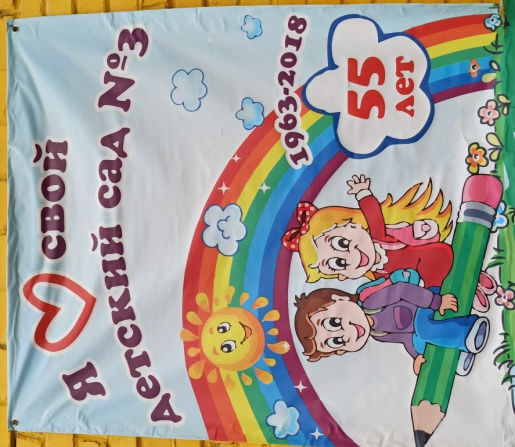 Я свой
детский сад №3
1963-2018
55
лет